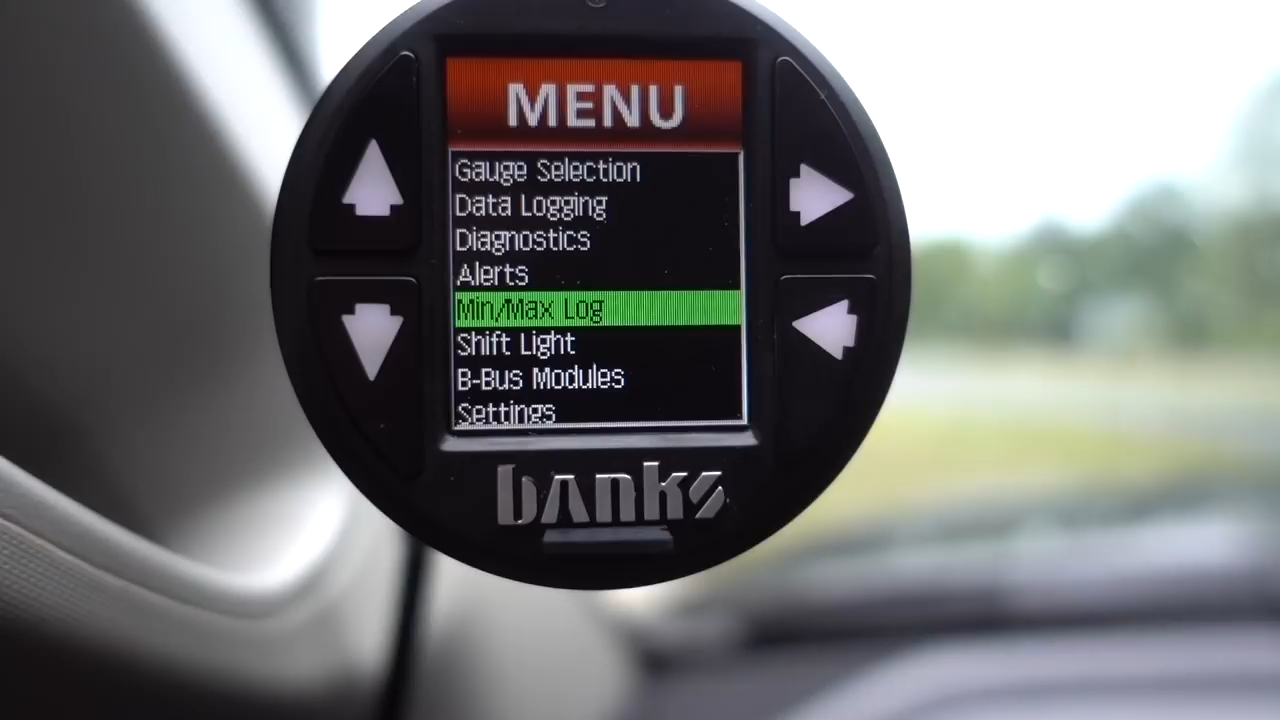 MENU
Gauge Selection
Data Logging
Diagnostics
Alerts
Min/Max Log
Shift Light
B-Bus Modules
Settings
banks